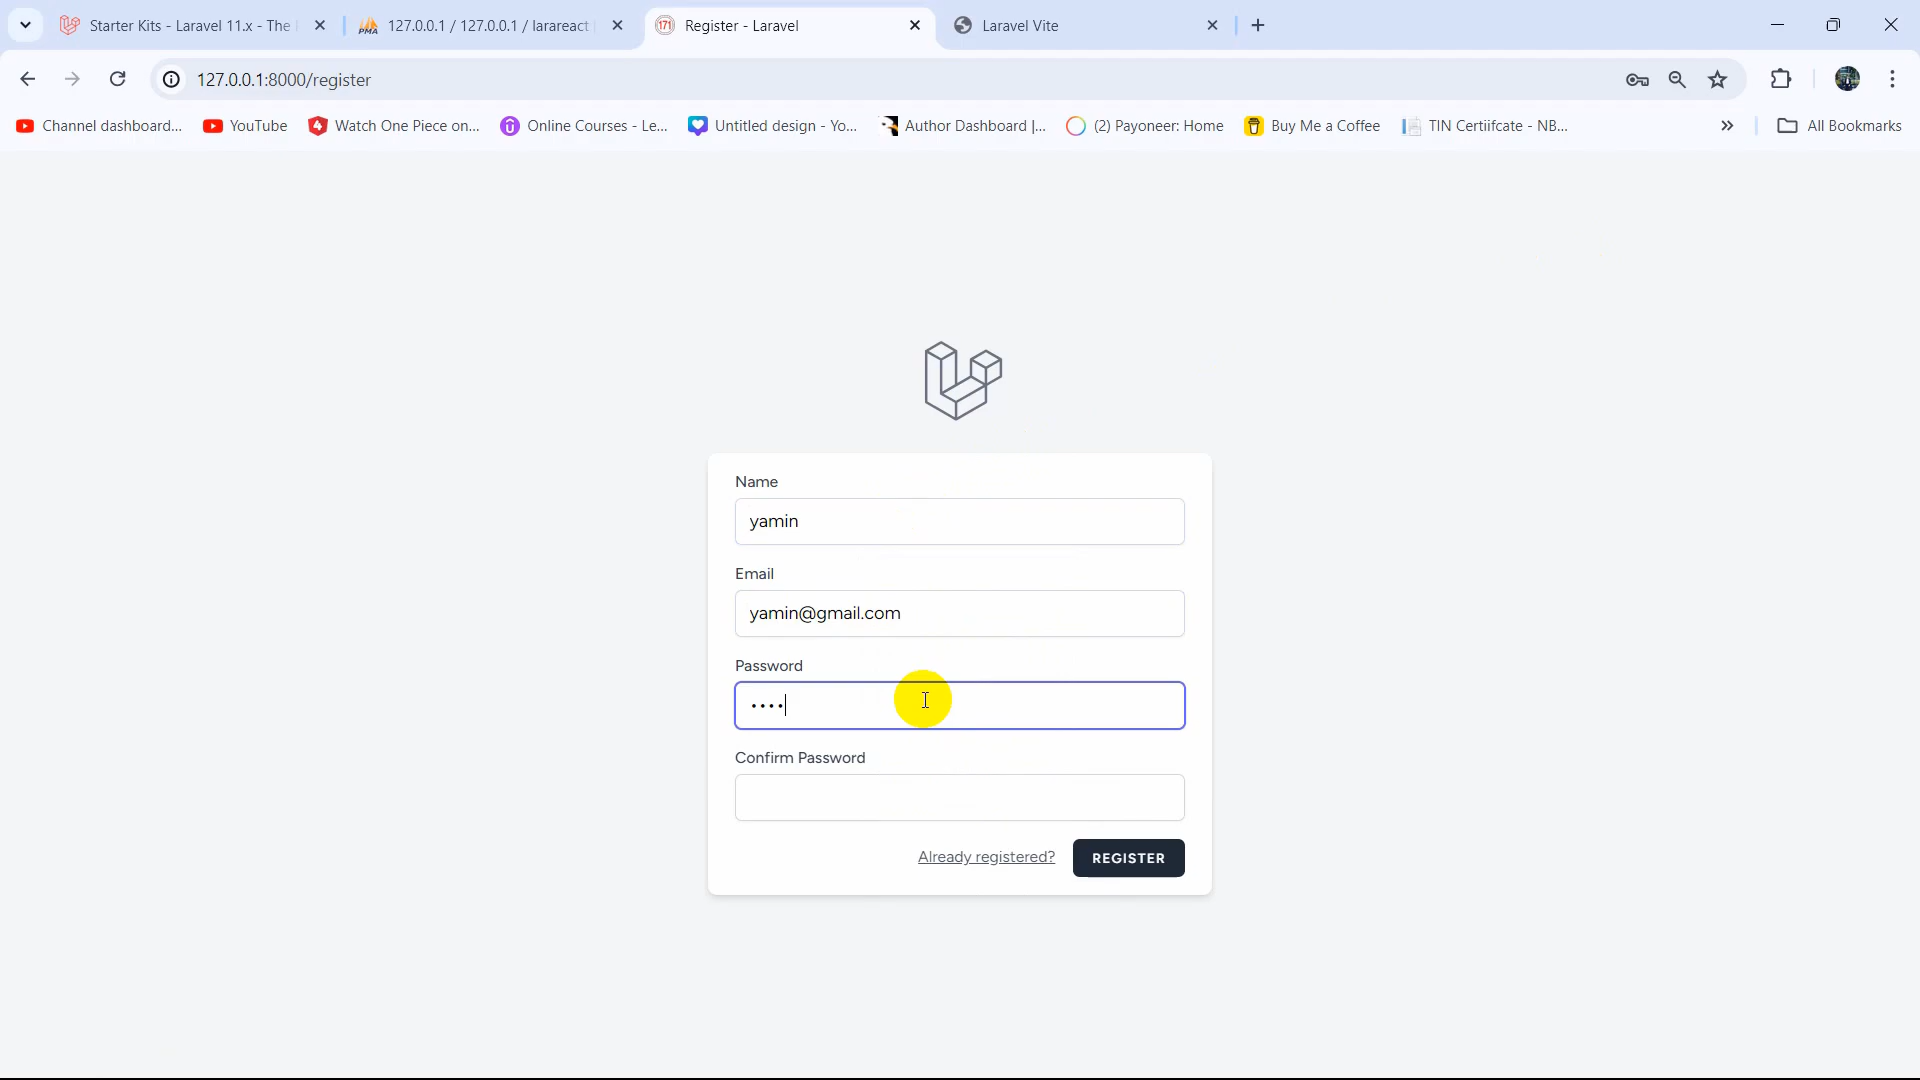 Starter Kits - Laravel 11.x - The
127.0.0.1 / 127.0.0.1 / larareact
Register - Laravel
Laravel Vite
127.0.0.1:8000/register
Channel dashboard...
YouTube
Watch One Piece on...
Online Courses - Le...
Untitled design - Yo...
Author Dashboard |...
(2) Payoneer: Home
Buy Me a Coffee
TIN Certiifcate - NB...
All Bookmarks
Name
yamin
Email
yamin@gmail.com
Password
••••
Confirm Password
Already registered?
REGISTER